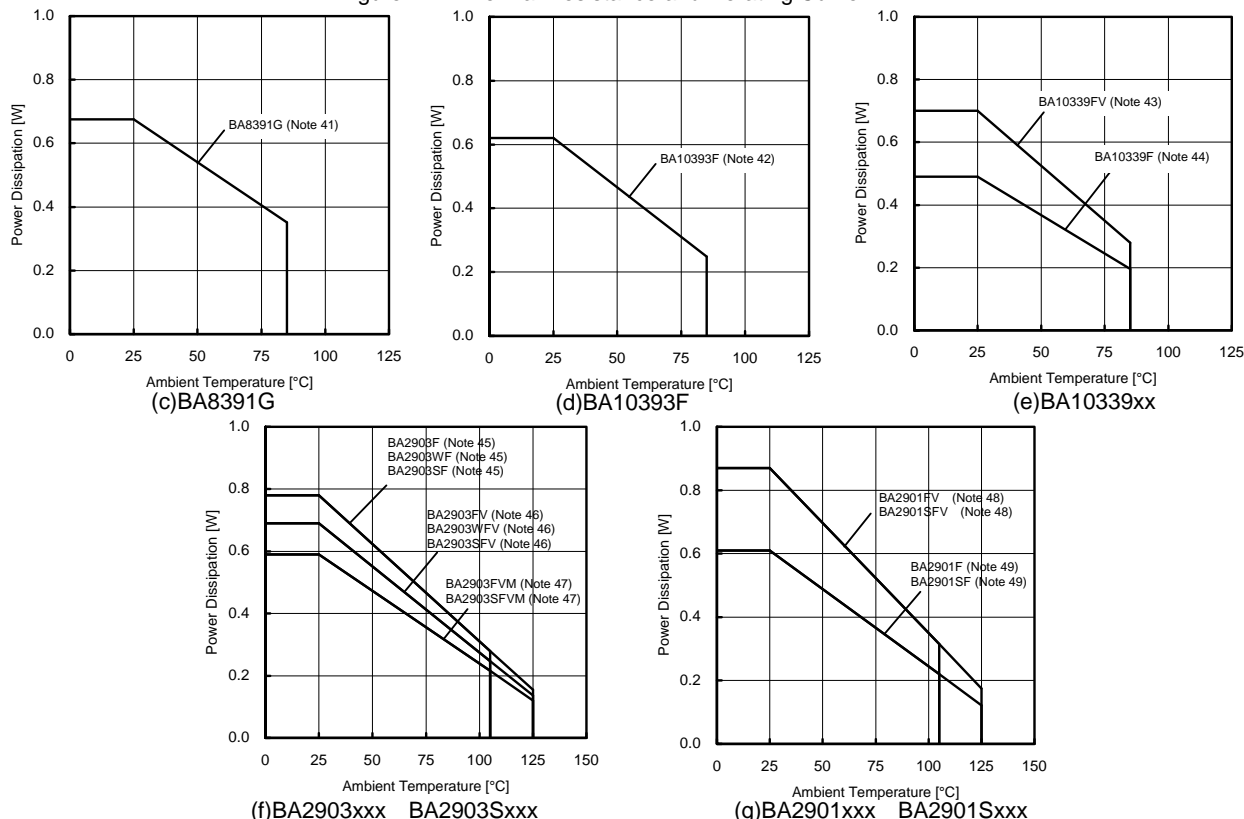 1.0
0.8
0.6
0.4
0.2
0.0
Power Dissipation [W]
BA8391G (Note 41)
0 25 50 75 100 125
Ambient Temperature [°C]
(c)BA8391G
1.0
0.8
0.6
0.4
0.2
0.0
Power Dissipation [W]
BA10393F (Note 42)
0 25 50 75 100 125
Ambient Temperature [°C]
(d)BA10393F
1.0
0.8
0.6
0.4
0.2
0.0
Power Dissipation [W]
BA10339FV (Note 43)
BA10339F (Note 44)
0 25 50 75 100 125
Ambient Temperature [°C]
(e)BA10339xx
1.0
0.8
0.6
0.4
0.2
0.0
Power Dissipation [W]
BA2903F (Note 45)
BA2903WF (Note 45)
BA2903SF (Note 45)
BA2903FV (Note 46)
BA2903WFV (Note 46)
BA2903SFV (Note 46)
BA2903FVM (Note 47)
BA2903SFVM (Note 47)
0 25 50 75 100 125 150
Ambient Temperature [°C]
(f)BA2903xxx BA2903Sxxx
1.0
0.8
0.6
0.4
0.2
0.0
Power Dissipation [W]
BA2901FV (Note 48)
BA2901SFV (Note 48)
BA2901F (Note 49)
BA2901SF (Note 49)
0 25 50 75 100 125 150
Ambient Temperature [°C]
(g)BA2901xxx BA2901Sxxx